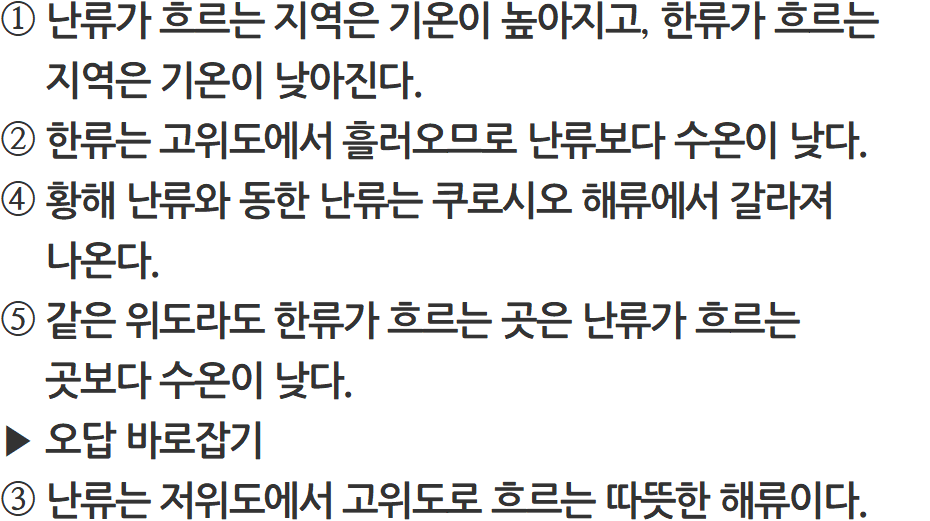 ① 난류가 흐르는 지역은 기온이 높아지고, 한류가 흐르는
지역은 기온이 낮아진다.
② 한류는 고위도에서 흘러오므로 난류보다 수온이 낮다.
④ 황해 난류와 동한 난류는 쿠로시오 해류에서 갈라져
나온다.
⑤ 같은 위도라도 한류가 흐르는 곳은 난류가 흐르는
곳보다 수온이 낮다.
▶ 오답 바로잡기
③ 난류는 저위도에서 고위도로 흐르는 따뜻한 해류이다.